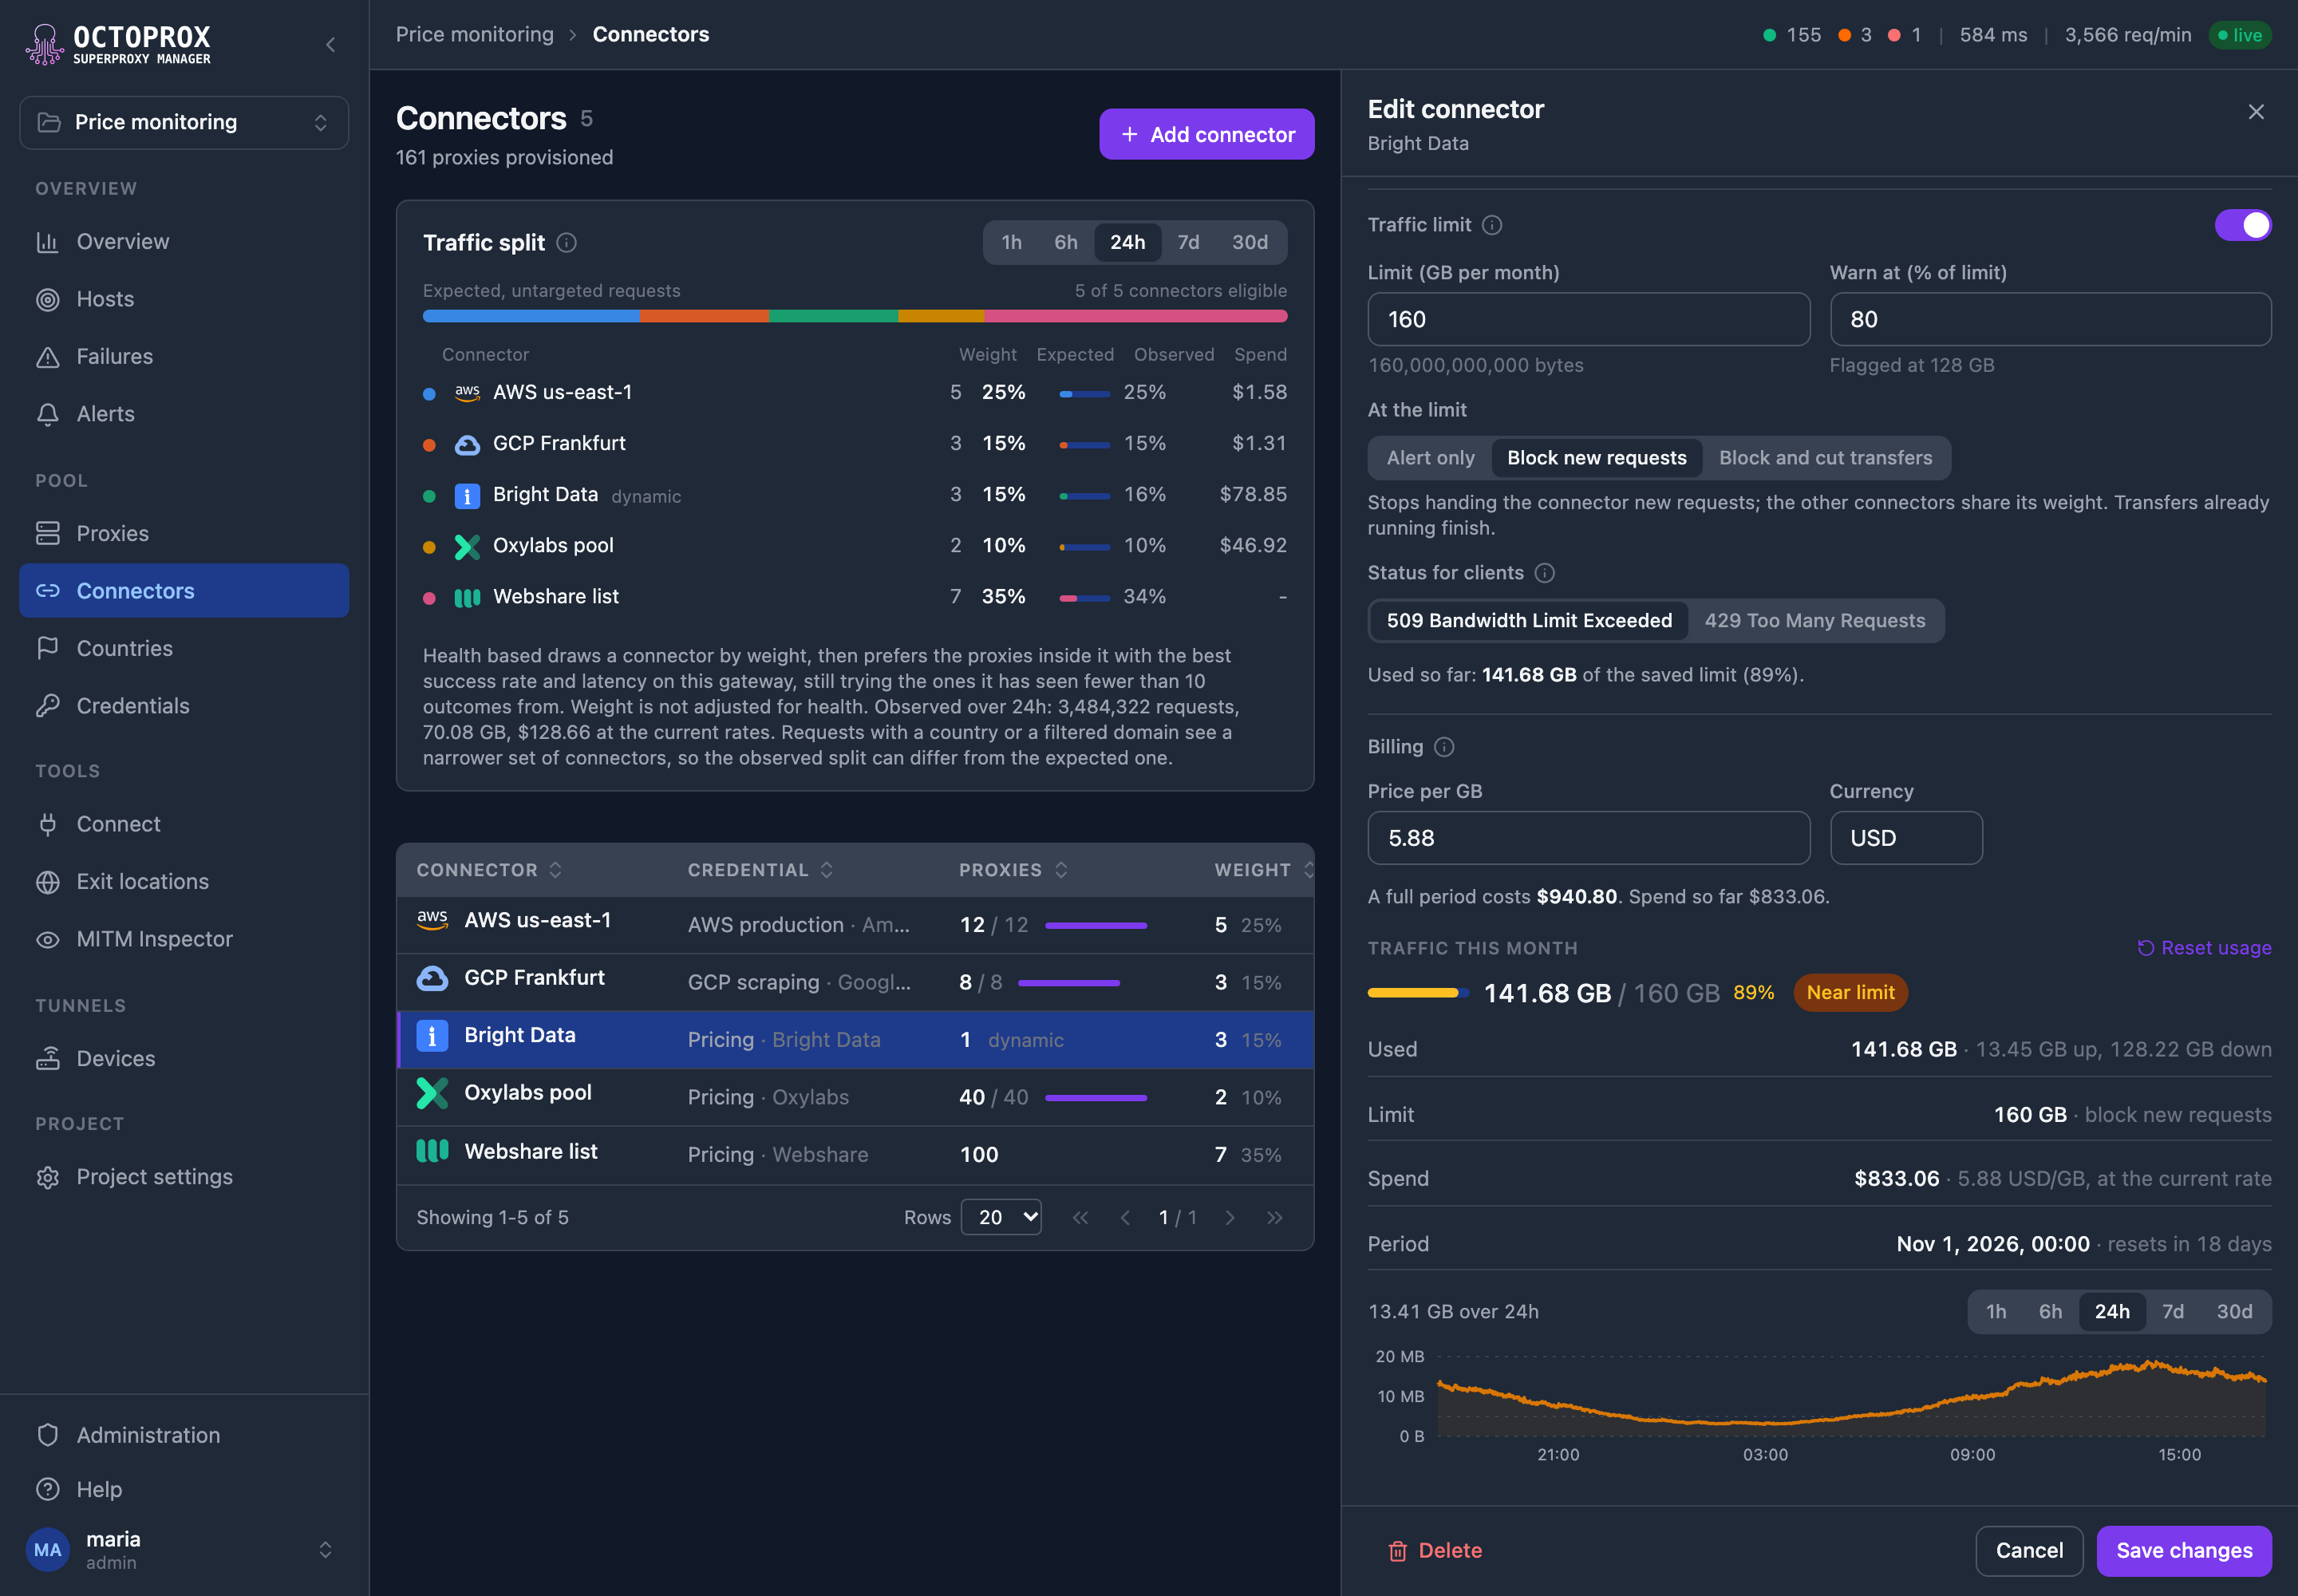 OCTOPROX
SUPERPROXY MANAGER
Price monitoring
OVERVIEW
Overview
Hosts
Failures
Alerts
POOL
Proxies
Connectors
Countries
Credentials
TOOLS
Connect
Exit locations
MITM Inspector
TUNNELS
Devices
PROJECT
Project settings
Administration
Help
MA
maria
admin
Price monitoring > Connectors
155 3 1 | 584 ms | 3,566 req/min live
Connectors 5
161 proxies provisioned
+ Add connector
Traffic split
1h 6h 24h 7d 30d
Expected, untargeted requests 5 of 5 connectors eligible
Connector Weight Expected Observed Spend
aws AWS us-east-1 5 25% 25% $1.58
GCP Frankfurt 3 15% 15% $1.31
i Bright Data dynamic 3 15% 16% $78.85
Oxylabs pool 2 10% 10% $46.92
Webshare list 7 35% 34% -
Health based draws a connector by weight, then prefers the proxies inside it with the best
success rate and latency on this gateway, still trying the ones it has seen fewer than 10
outcomes from. Weight is not adjusted for health. Observed over 24h: 3,484,322 requests,
70.08 GB, $128.66 at the current rates. Requests with a country or a filtered domain see a
narrower set of connectors, so the observed split can differ from the expected one.
CONNECTOR CREDENTIAL PROXIES WEIGHT
aws AWS us-east-1 AWS production · Am... 12 / 12 5 25%
GCP Frankfurt GCP scraping · Googl... 8 / 8 3 15%
i Bright Data Pricing · Bright Data 1 dynamic 3 15%
Oxylabs pool Pricing · Oxylabs 40 / 40 2 10%
Webshare list Pricing · Webshare 100 7 35%
Showing 1-5 of 5 Rows 20 « ‹ 1 / 1 › »
Edit connector
Bright Data
Traffic limit
Limit (GB per month) Warn at (% of limit)
160 80
160,000,000,000 bytes Flagged at 128 GB
At the limit
Alert only Block new requests Block and cut transfers
Stops handing the connector new requests; the other connectors share its weight. Transfers already
running finish.
Status for clients
509 Bandwidth Limit Exceeded 429 Too Many Requests
Used so far: 141.68 GB of the saved limit (89%).
Billing
Price per GB Currency
5.88 USD
A full period costs $940.80. Spend so far $833.06.
TRAFFIC THIS MONTH Reset usage
141.68 GB / 160 GB 89% Near limit
Used 141.68 GB · 13.45 GB up, 128.22 GB down
Limit 160 GB · block new requests
Spend $833.06 · 5.88 USD/GB, at the current rate
Period Nov 1, 2026, 00:00 · resets in 18 days
13.41 GB over 24h 1h 6h 24h 7d 30d
20 MB
10 MB
0 B
21:00 03:00 09:00 15:00
Delete Cancel Save changes